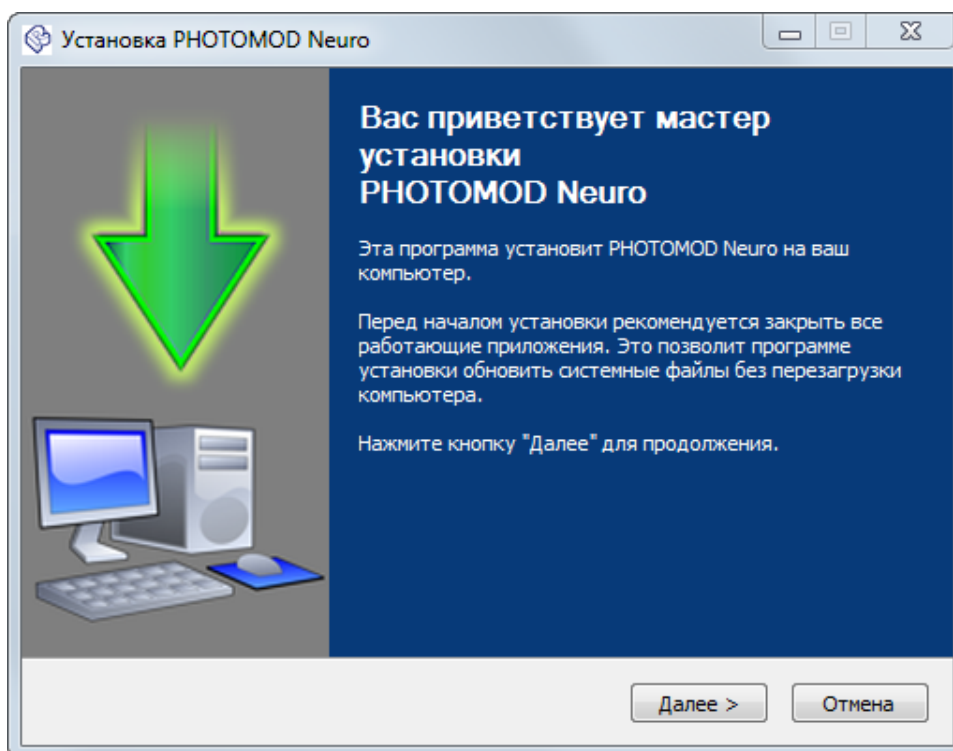 Установка PHOTOMOD Neuro
Вас приветствует мастер
установки
PHOTOMOD Neuro
Эта программа установит PHOTOMOD Neuro на ваш
компьютер.
Перед началом установки рекомендуется закрыть все
работающие приложения. Это позволит программе
установки обновить системные файлы без перезагрузки
компьютера.
Нажмите кнопку "Далее" для продолжения.
Далее >
Отмена